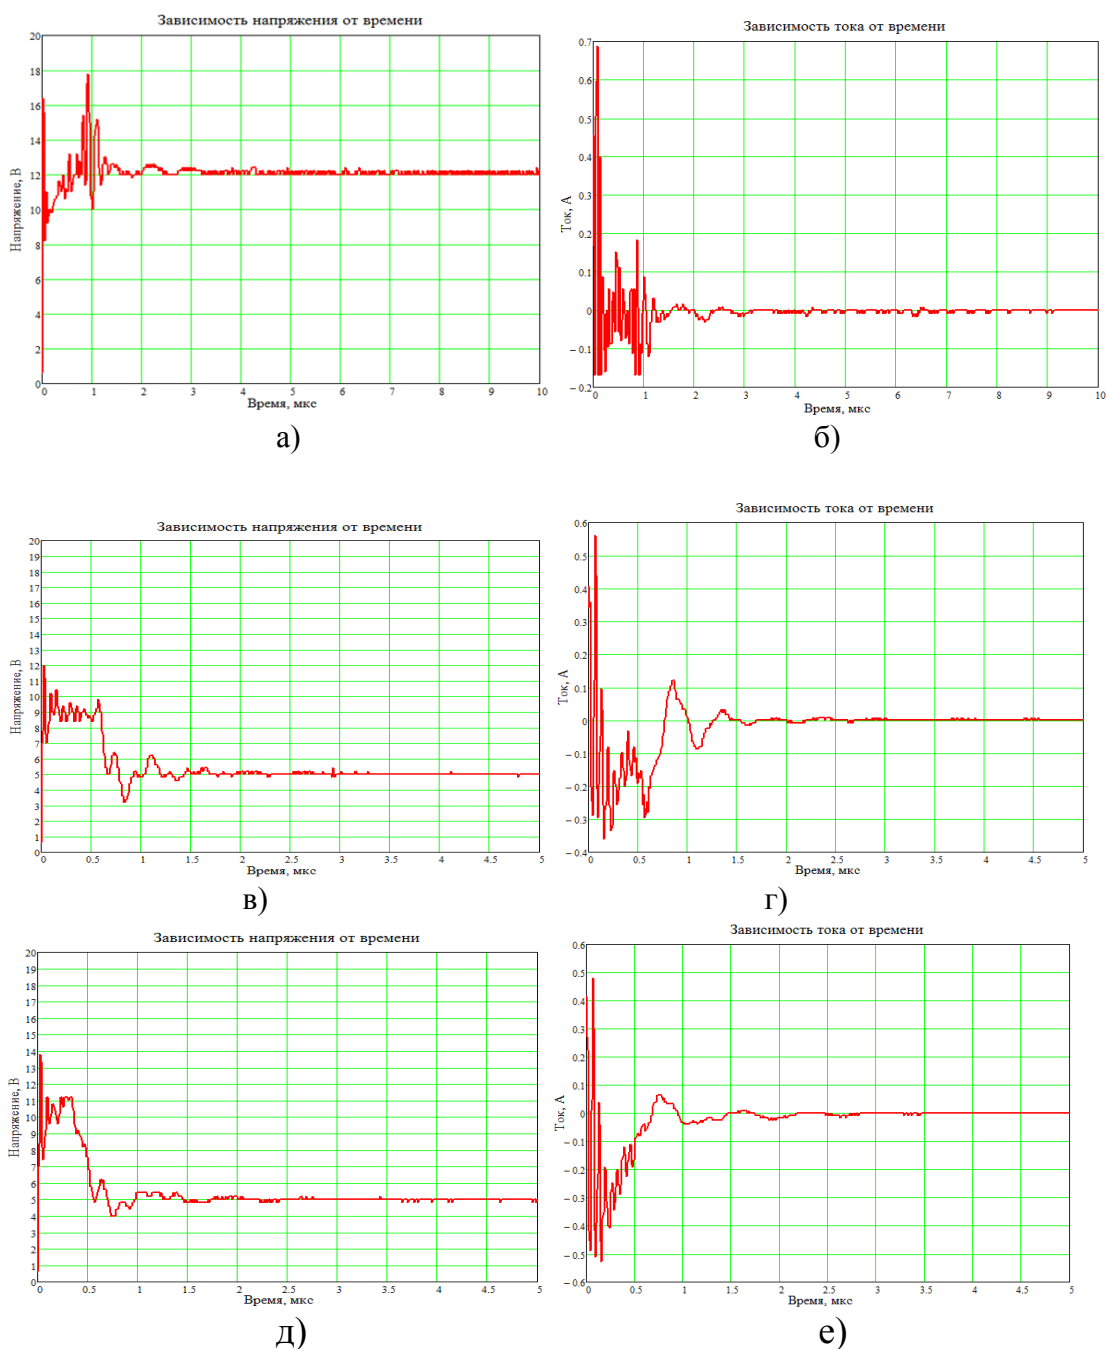 Зависимость напряжения от времени
Напряжение, В
20
18
16
14
12
10
8
6
4
2
0
0 1 2 3 4 5 6 7 8 9 10
Время, мкс
а)
Зависимость тока от времени
Ток, А
0.7
0.6
0.5
0.4
0.3
0.2
0.1
0
− 0.1
− 0.2
0 1 2 3 4 5 6 7 8 9 10
Время, мкс
б)
Зависимость напряжения от времени
Напряжение, В
20
19
18
17
16
15
14
13
12
11
10
9
8
7
6
5
4
3
2
1
0
0 0.5 1 1.5 2 2.5 3 3.5 4 4.5 5
Время, мкс
в)
Зависимость тока от времени
Ток, А
0.6
0.5
0.4
0.3
0.2
0.1
0
− 0.1
− 0.2
− 0.3
− 0.4
0 0.5 1 1.5 2 2.5 3 3.5 4 4.5 5
Время, мкс
г)
Зависимость напряжения от времени
Напряжение, В
20
19
18
17
16
15
14
13
12
11
10
9
8
7
6
5
4
3
2
1
0
0 0.5 1 1.5 2 2.5 3 3.5 4 4.5 5
Время, мкс
д)
Зависимость тока от времени
Ток, А
0.6
0.5
0.4
0.3
0.2
0.1
0
− 0.1
− 0.2
− 0.3
− 0.4
− 0.5
− 0.6
0 0.5 1 1.5 2 2.5 3 3.5 4 4.5 5
Время, мкс
е)